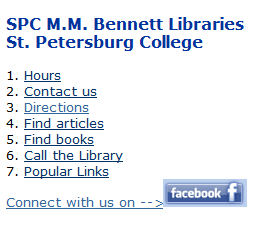 SPC M.M. Bennett Libraries
St. Petersburg College
1. Hours
2. Contact us
3. Directions
4. Find articles
5. Find books
6. Call the Library
7. Popular Links
Connect with us on --> facebook f